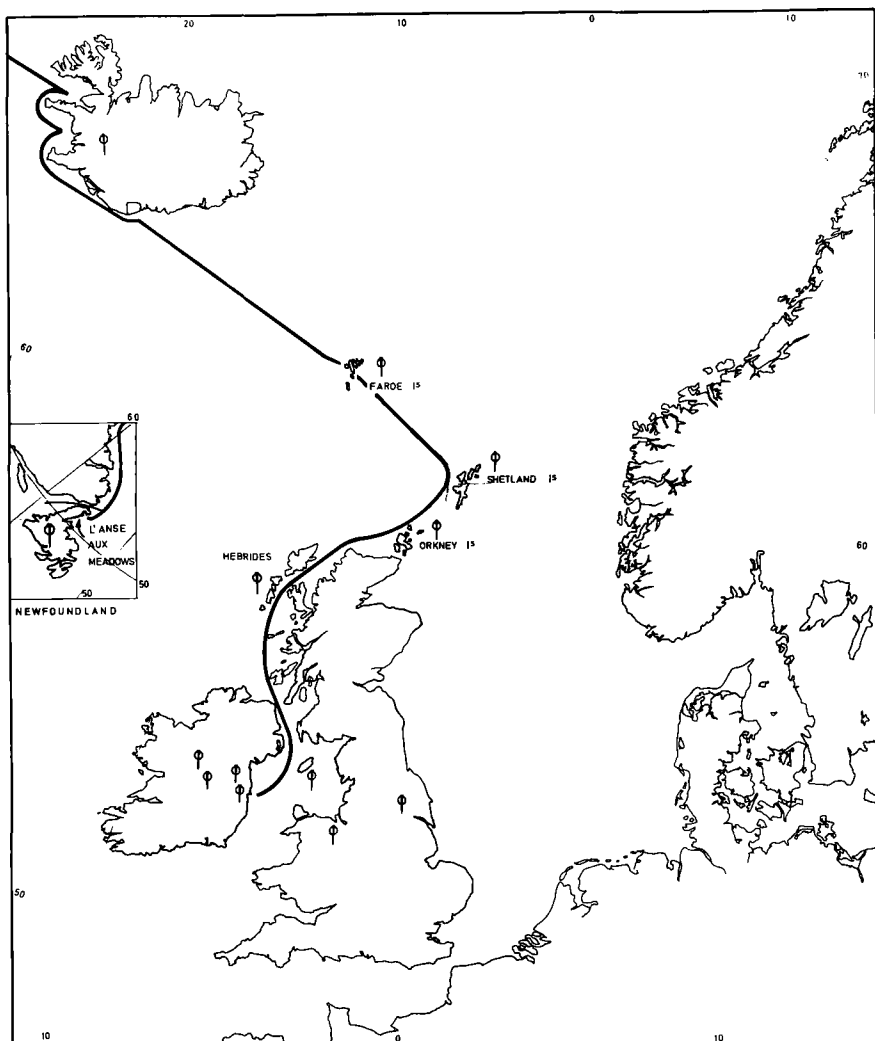 20 10 0 10
70
60
FAROE Is
60
SHETLAND Is
L'ANSE
AUX
MEADOWS
ORKNEY Is
60
HEBRIDES
50
50
NEWFOUNDLAND
50
10 0 10